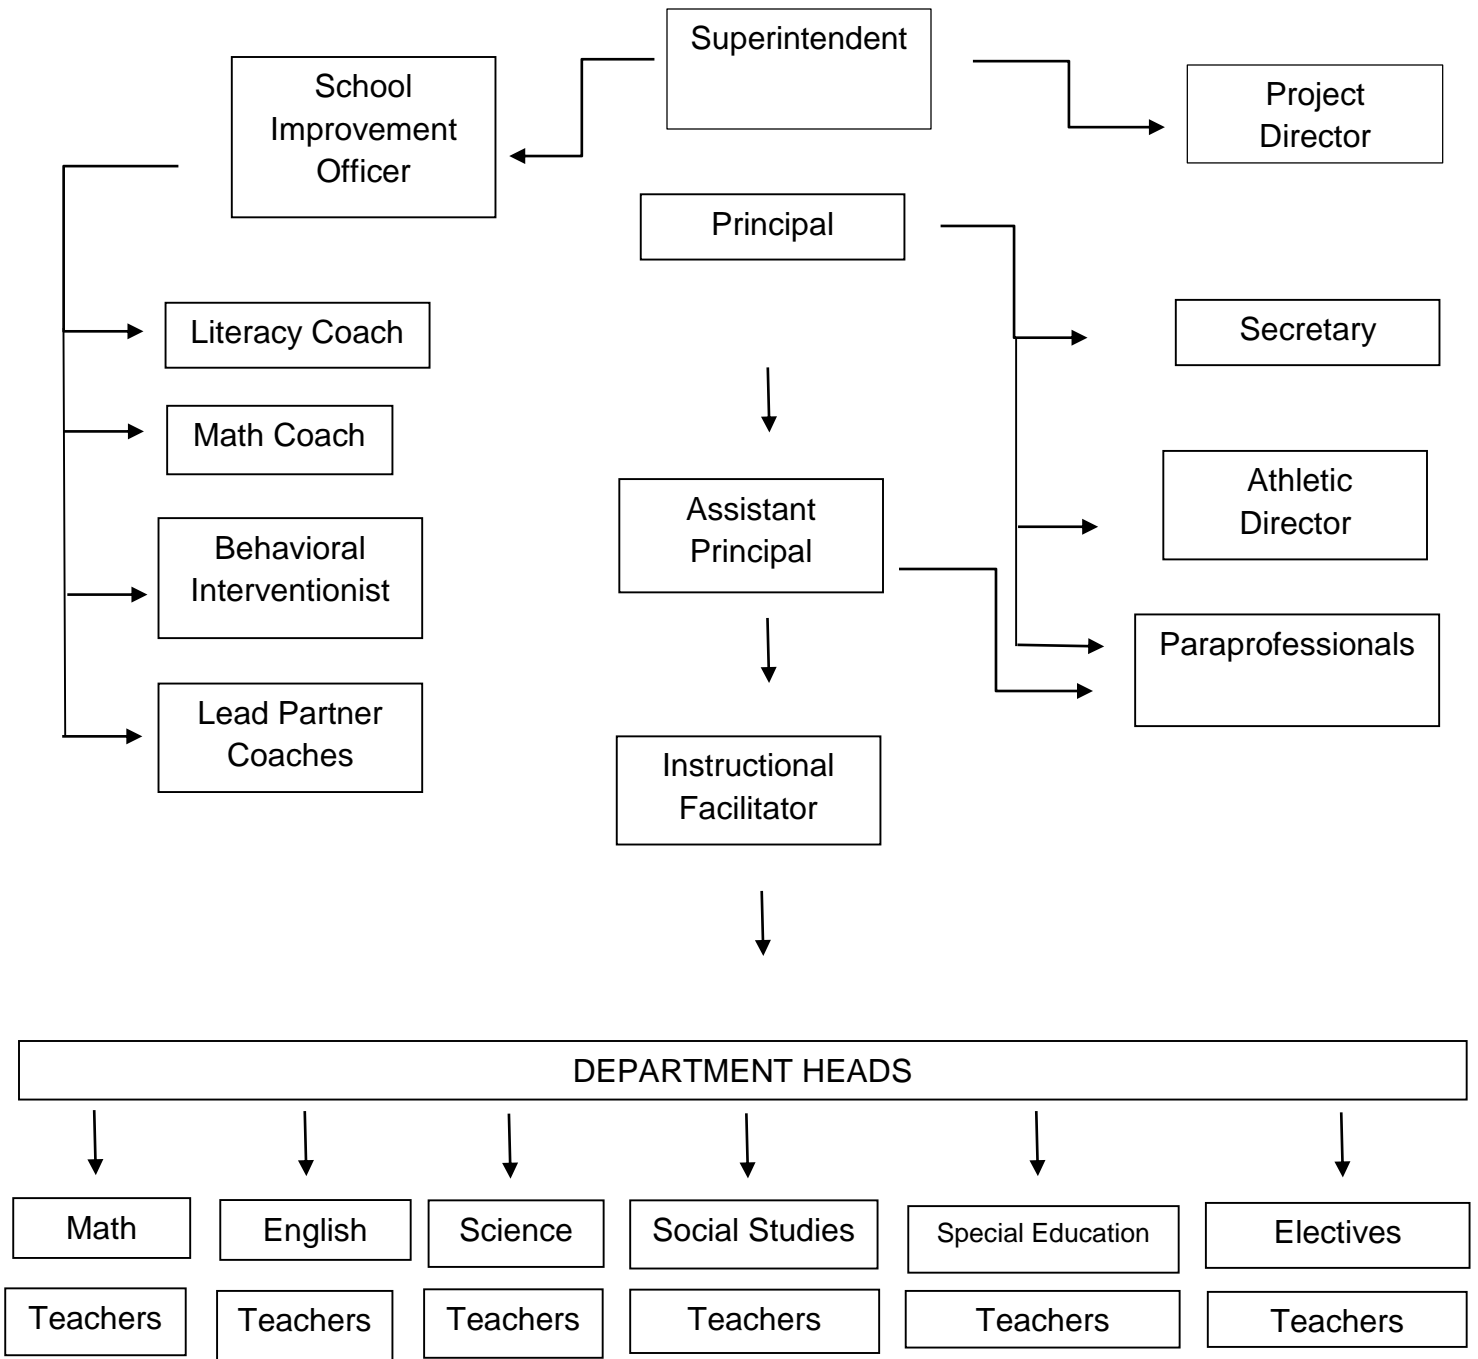 Superintendent
School
Improvement
Officer
Project
Director
Principal
Literacy Coach
Secretary
Math Coach
Assistant
Principal
Athletic
Director
Behavioral
Interventionist
Paraprofessionals
Lead Partner
Coaches
Instructional
Facilitator
DEPARTMENT HEADS
Math
English
Science
Social Studies
Special Education
Electives
Teachers
Teachers
Teachers
Teachers
Teachers
Teachers